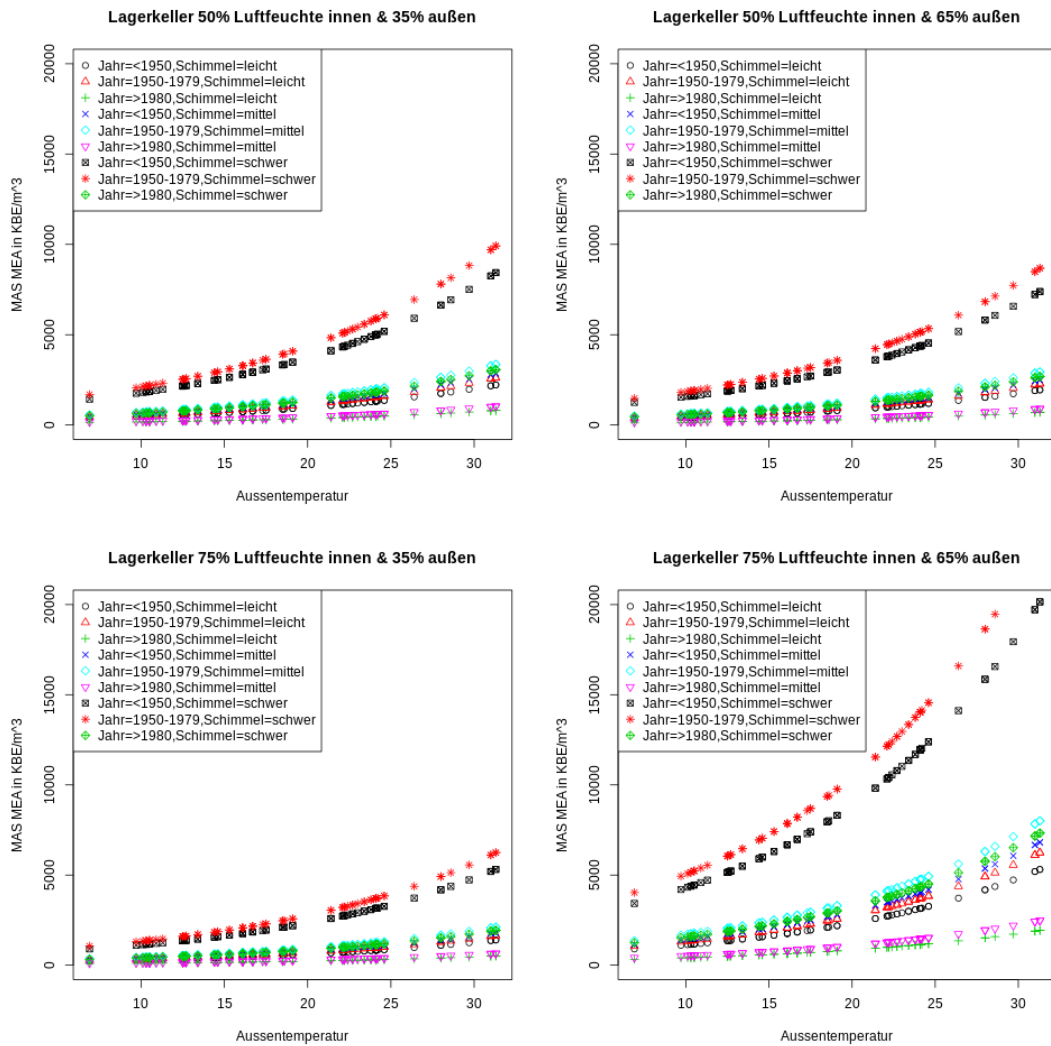 Lagerkeller 50% Luftfeuchte innen & 35% außen
MAS MEA in KBE/m^3
20000
15000
10000
5000
0
Jahr=<1950,Schimmel=leicht
Jahr=1950-1979,Schimmel=leicht
Jahr=>1980,Schimmel=leicht
Jahr=<1950,Schimmel=mittel
Jahr=1950-1979,Schimmel=mittel
Jahr=>1980,Schimmel=mittel
Jahr=<1950,Schimmel=schwer
Jahr=1950-1979,Schimmel=schwer
Jahr=>1980,Schimmel=schwer
10 15 20 25 30
Aussentemperatur
Lagerkeller 50% Luftfeuchte innen & 65% außen
MAS MEA in KBE/m^3
20000
15000
10000
5000
0
Jahr=<1950,Schimmel=leicht
Jahr=1950-1979,Schimmel=leicht
Jahr=>1980,Schimmel=leicht
Jahr=<1950,Schimmel=mittel
Jahr=1950-1979,Schimmel=mittel
Jahr=>1980,Schimmel=mittel
Jahr=<1950,Schimmel=schwer
Jahr=1950-1979,Schimmel=schwer
Jahr=>1980,Schimmel=schwer
10 15 20 25 30
Aussentemperatur
Lagerkeller 75% Luftfeuchte innen & 35% außen
MAS MEA in KBE/m^3
20000
15000
10000
5000
0
Jahr=<1950,Schimmel=leicht
Jahr=1950-1979,Schimmel=leicht
Jahr=>1980,Schimmel=leicht
Jahr=<1950,Schimmel=mittel
Jahr=1950-1979,Schimmel=mittel
Jahr=>1980,Schimmel=mittel
Jahr=<1950,Schimmel=schwer
Jahr=1950-1979,Schimmel=schwer
Jahr=>1980,Schimmel=schwer
10 15 20 25 30
Aussentemperatur
Lagerkeller 75% Luftfeuchte innen & 65% außen
MAS MEA in KBE/m^3
20000
15000
10000
5000
0
Jahr=<1950,Schimmel=leicht
Jahr=1950-1979,Schimmel=leicht
Jahr=>1980,Schimmel=leicht
Jahr=<1950,Schimmel=mittel
Jahr=1950-1979,Schimmel=mittel
Jahr=>1980,Schimmel=mittel
Jahr=<1950,Schimmel=schwer
Jahr=1950-1979,Schimmel=schwer
Jahr=>1980,Schimmel=schwer
10 15 20 25 30
Aussentemperatur